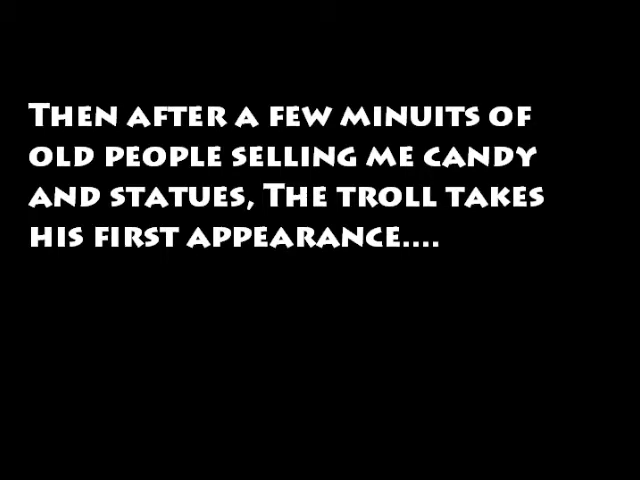 Then after a few minuits of
old people selling me candy
and statues, The troll takes
his first appearance....